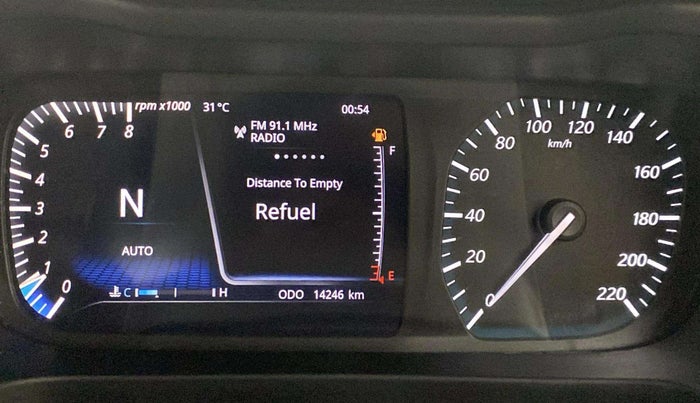 rpm x1000 31°C 00:54
FM 91.1 MHz
RADIO
Distance To Empty
Refuel
F
E
N
AUTO
0 1 2 3 4 5 6 7 8
C H
ODO 14246 km
0 20 40 60 80 100 120 140 160 180 200 220
km/h